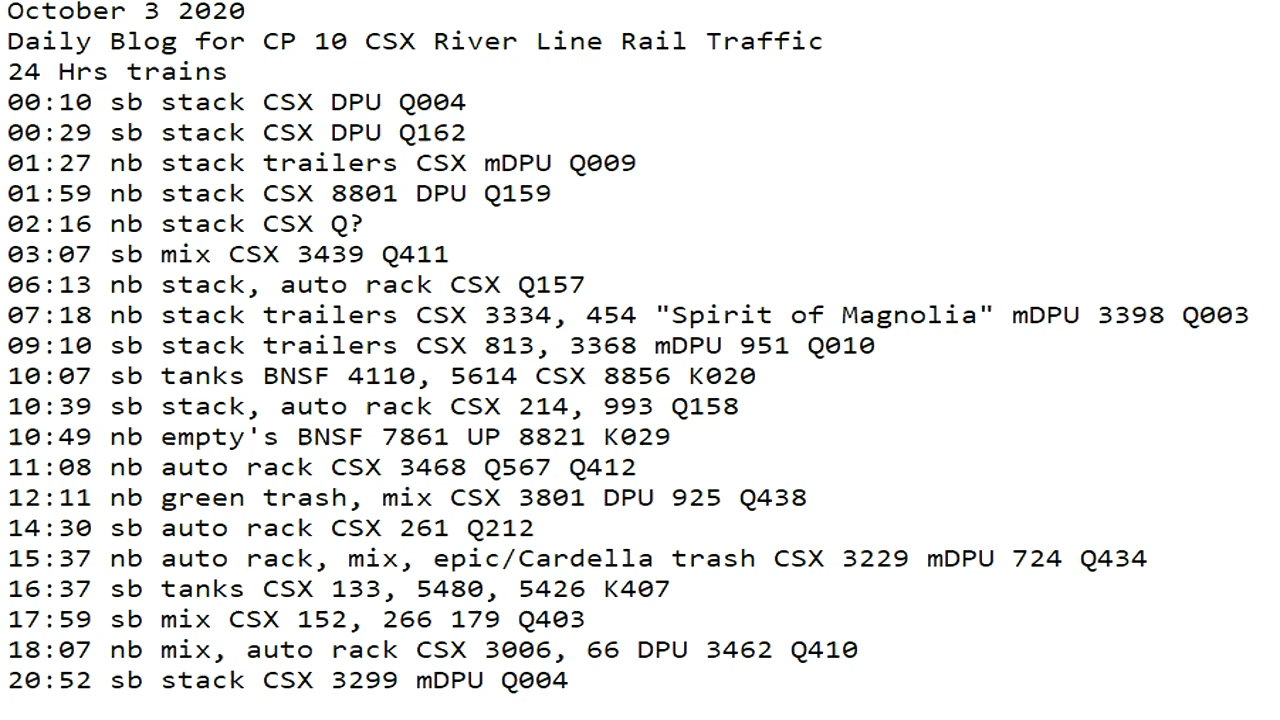 October 3 2020
Daily Blog for CP 10 CSX River Line Rail Traffic
24 Hrs trains
00:10 sb stack CSX DPU Q004
00:29 sb stack CSX DPU Q162
01:27 nb stack trailers CSX mDPU Q009
01:59 nb stack CSX 8801 DPU Q159
02:16 nb stack CSX Q?
03:07 sb mix CSX 3439 Q411
06:13 nb stack, auto rack CSX Q157
07:18 nb stack trailers CSX 3334, 454 "Spirit of Magnolia" mDPU 3398 Q003
09:10 sb stack trailers CSX 813, 3368 mDPU 951 Q010
10:07 sb tanks BNSF 4110, 5614 CSX 8856 K020
10:39 sb stack, auto rack CSX 214, 993 Q158
10:49 nb empty's BNSF 7861 UP 8821 K029
11:08 nb auto rack CSX 3468 Q567 Q412
12:11 nb green trash, mix CSX 3801 DPU 925 Q438
14:30 sb auto rack CSX 261 Q212
15:37 nb auto rack, mix, epic/Cardella trash CSX 3229 mDPU 724 Q434
16:37 sb tanks CSX 133, 5480, 5426 K407
17:59 sb mix CSX 152, 266 179 Q403
18:07 nb mix, auto rack CSX 3006, 66 DPU 3462 Q410
20:52 sb stack CSX 3299 mDPU Q004